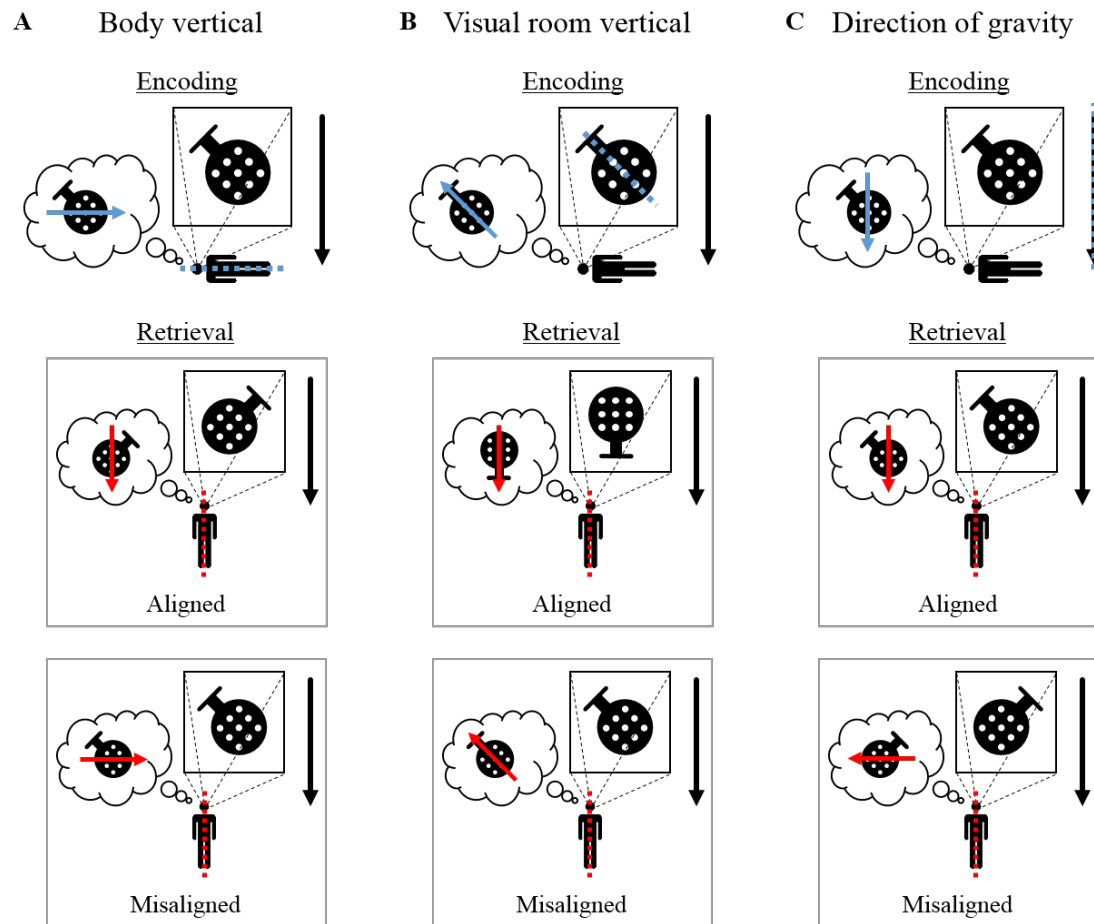 A Body vertical
B Visual room vertical
C Direction of gravity
Encoding
Encoding
Encoding
Retrieval
Retrieval
Retrieval
Aligned
Aligned
Aligned
Misaligned
Misaligned
Misaligned